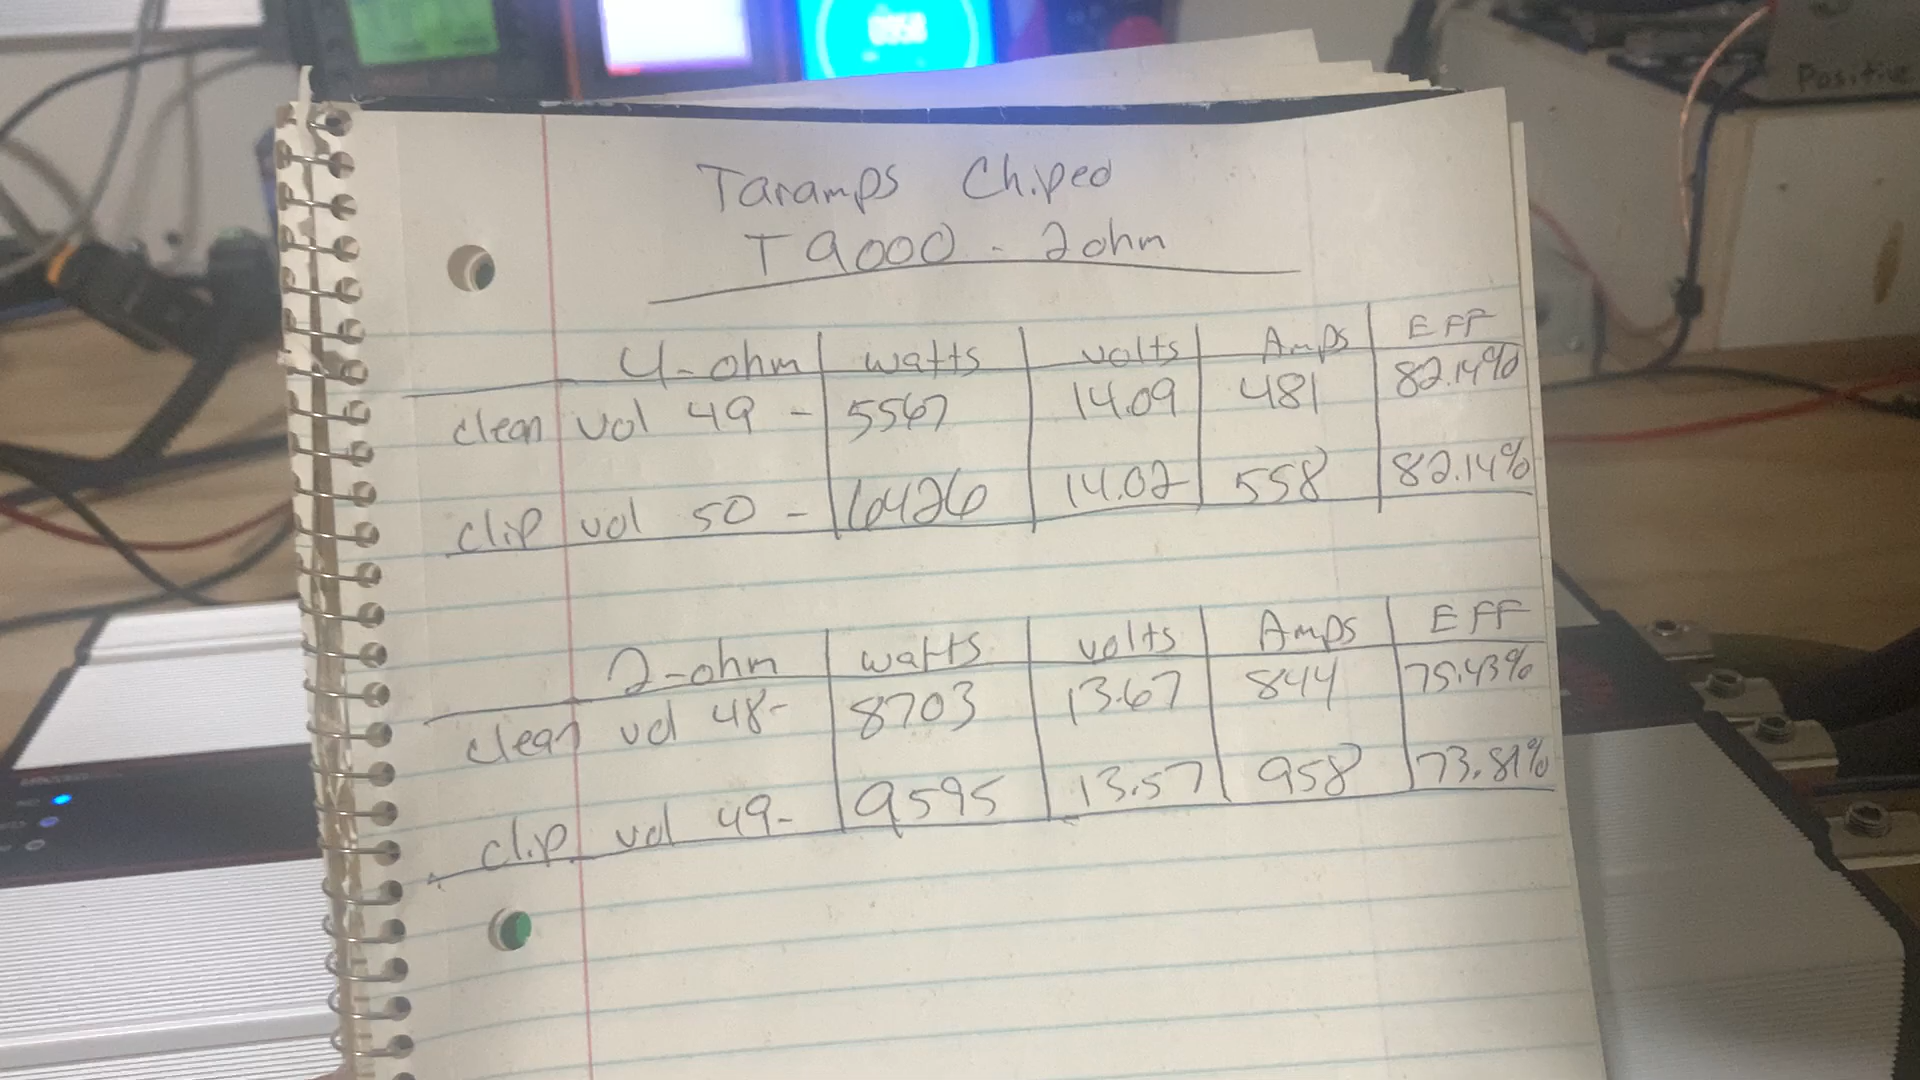 0958
Positive
Taramps Chiped
T9000 - 2ohm
4-ohm watts volts Amps EFF
clean vol 49 - 5567 14.09 481 82.14%
clip vol 50 - 6426 14.02 558 82.14%
2-ohm watts volts Amps EFF
clean vol 48- 8703 13.67 844 75.43%
clip vol 49- 9595 13.57 958 73.81%